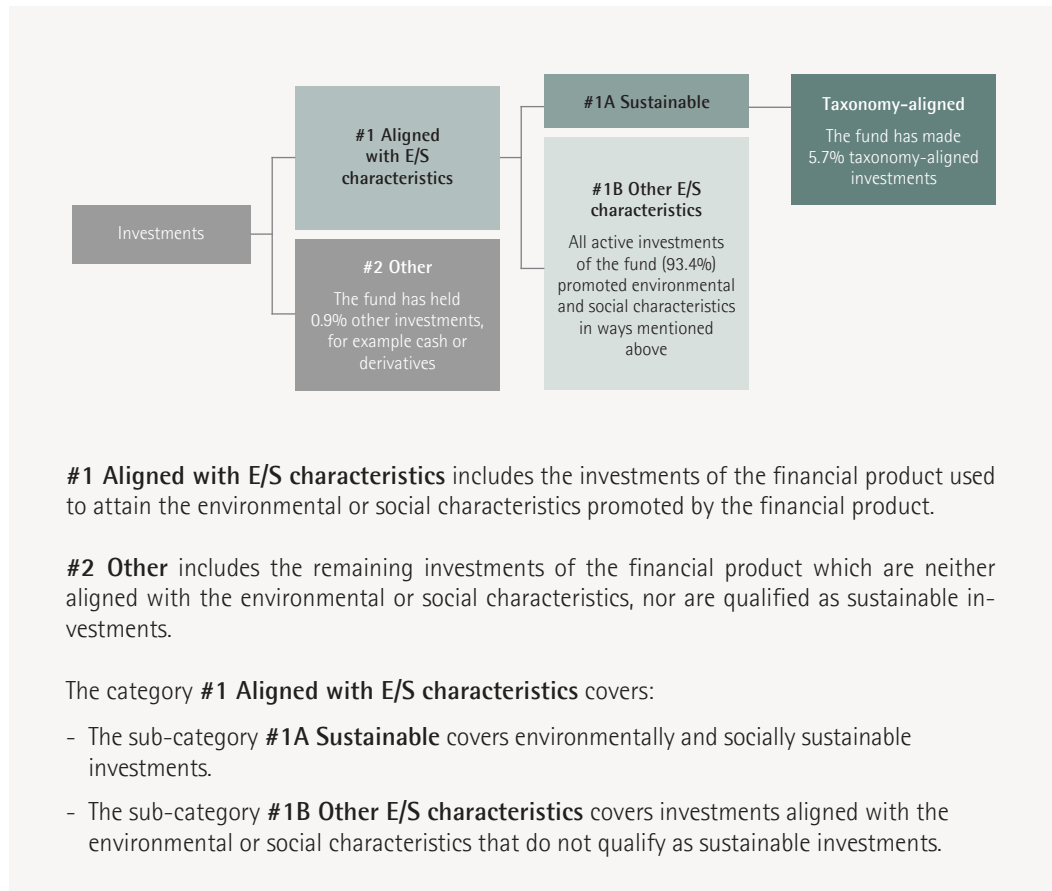 Investments
#1 Aligned
with E/S
characteristics
#2 Other
The fund has held
0.9% other investments,
for example cash or
derivatives
#1A Sustainable
#1B Other E/S
characteristics
All active investments
of the fund (93.4%)
promoted environmental
and social characteristics
in ways mentioned
above
Taxonomy-aligned
The fund has made
5.7% taxonomy-aligned
investments
#1 Aligned with E/S characteristics includes the investments of the financial product used
to attain the environmental or social characteristics promoted by the financial product.
#2 Other includes the remaining investments of the financial product which are neither
aligned with the environmental or social characteristics, nor are qualified as sustainable in-
vestments.
The category #1 Aligned with E/S characteristics covers:
- The sub-category #1A Sustainable covers environmentally and socially sustainable
investments.
- The sub-category #1B Other E/S characteristics covers investments aligned with the
environmental or social characteristics that do not qualify as sustainable investments.